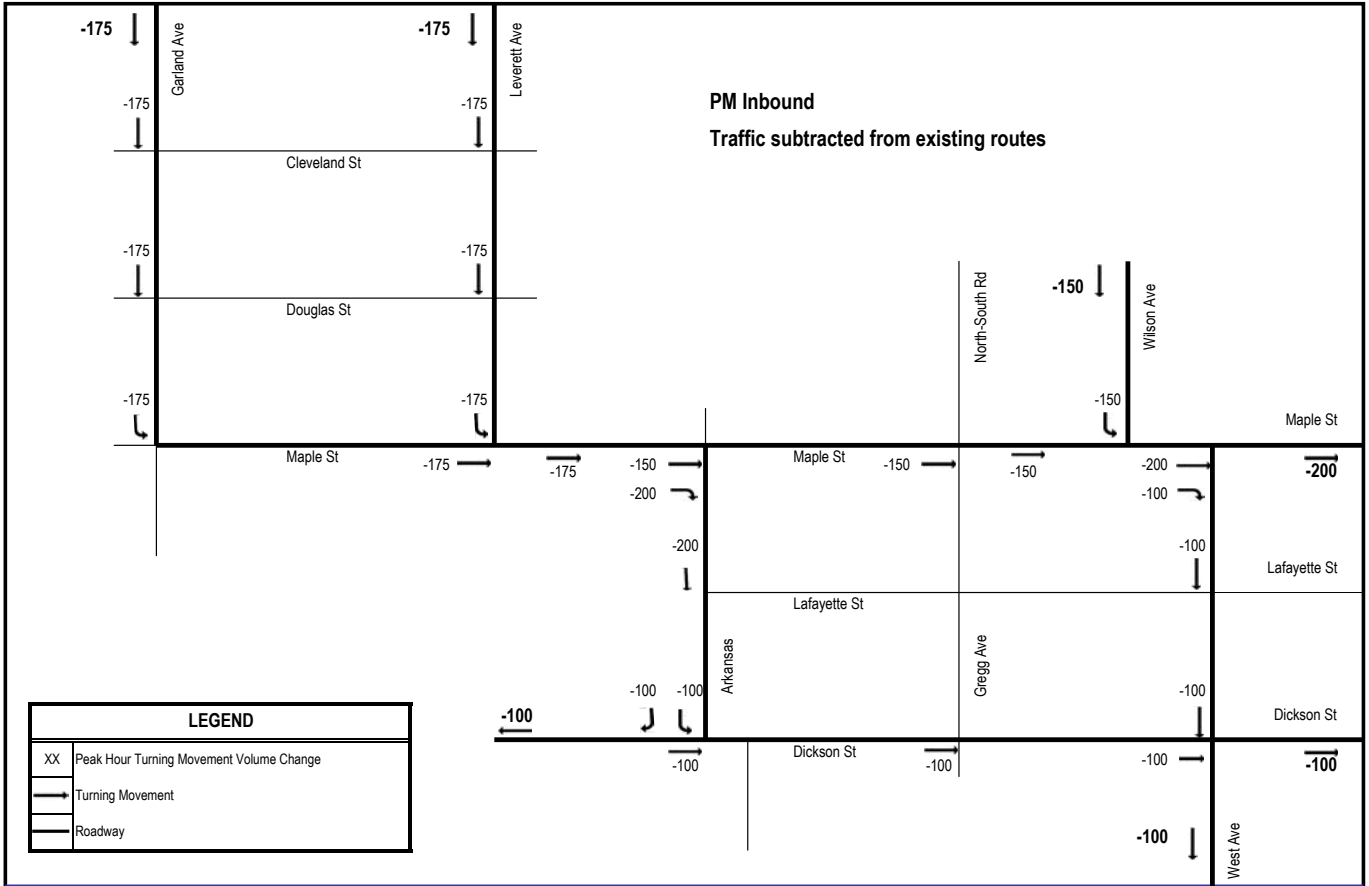 -175
Garland Ave
-175
Leverett Ave
PM Inbound
Traffic subtracted from existing routes
-175
-175
Cleveland St
-175
-175
Douglas St
North-South Rd
-150
Wilson Ave
-175
-175
-150
Maple St
Maple St
-175
-175
-150
Maple St
-150
-150
-200
-200
-200
-100
-200
-100
Lafayette St
Lafayette St
Arkansas
Gregg Ave
-100
-100
-100
-100
Dickson St
-100
Dickson St
-100
-100
-100
-100
West Ave
LEGEND
XX Peak Hour Turning Movement Volume Change
Turning Movement
Roadway